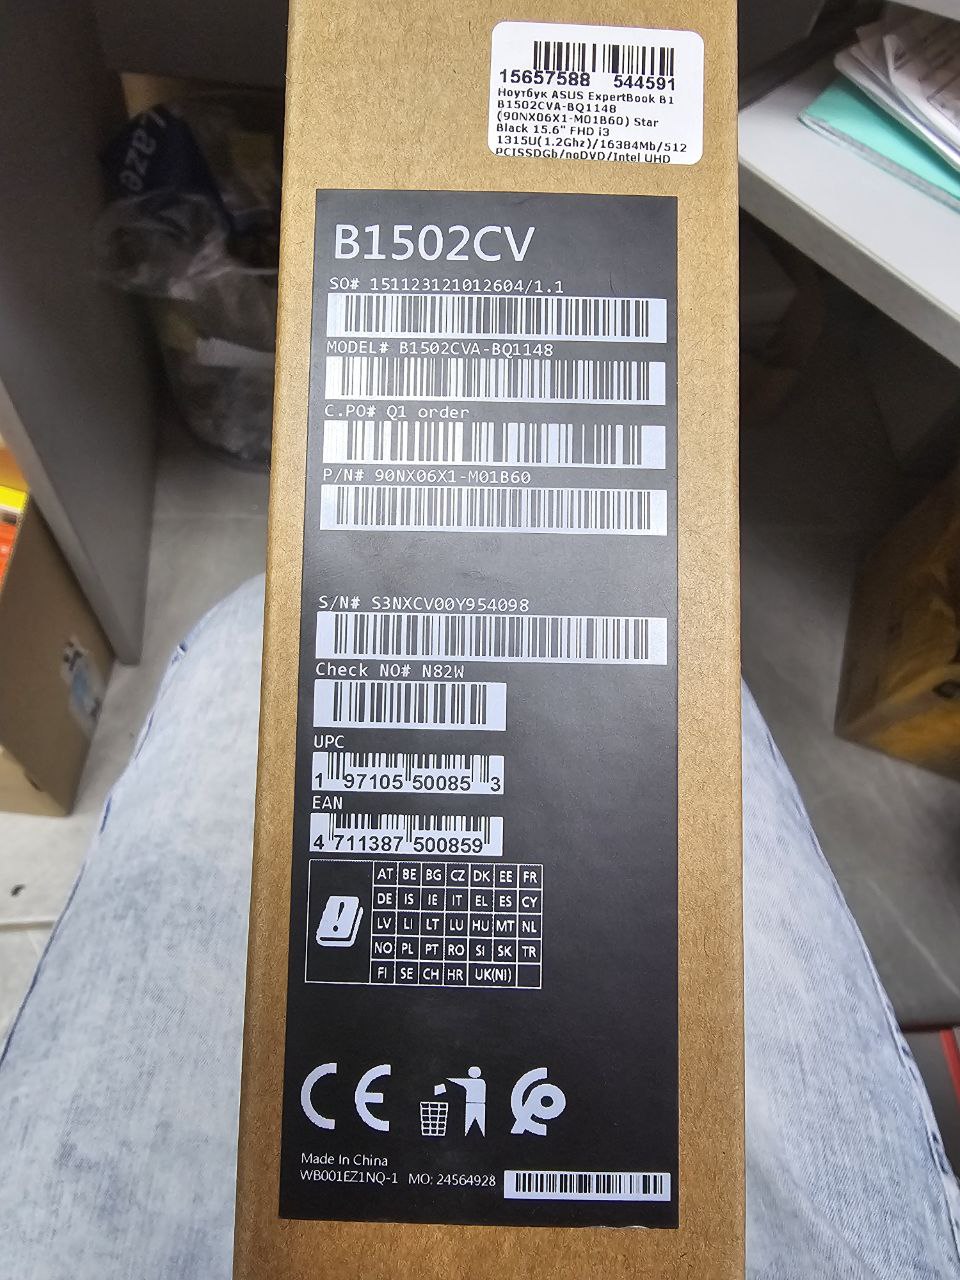 15657588 544591
Ноутбук ASUS ExpertBook B1
B1502CVA-BQ1148
(90NX06X1-M01B60) Star
Black 15.6" FHD i3
1315U(1.2Ghz)/16384Mb/512
PCISSDGb/noDVD/Intel UHD
B1502CV
SO# 151123121012604/1.1
MODEL# B1502CVA-BQ1148
C.PO# Q1 order
P/N# 90NX06X1-M01B60
S/N# S3NXCV00Y954098
Check NO# N82W
UPC
1 97105 50085 3
EAN
4 711387 500859
AT BE BG CZ DK EE FR
DE IS IE IT EL ES CY
LV LI LT LU HU MT NL
NO PL PT RO SI SK TR
FI SE CH HR UK(NI)
CE
Made In China
WB001EZ1NQ-1 MO: 24564928